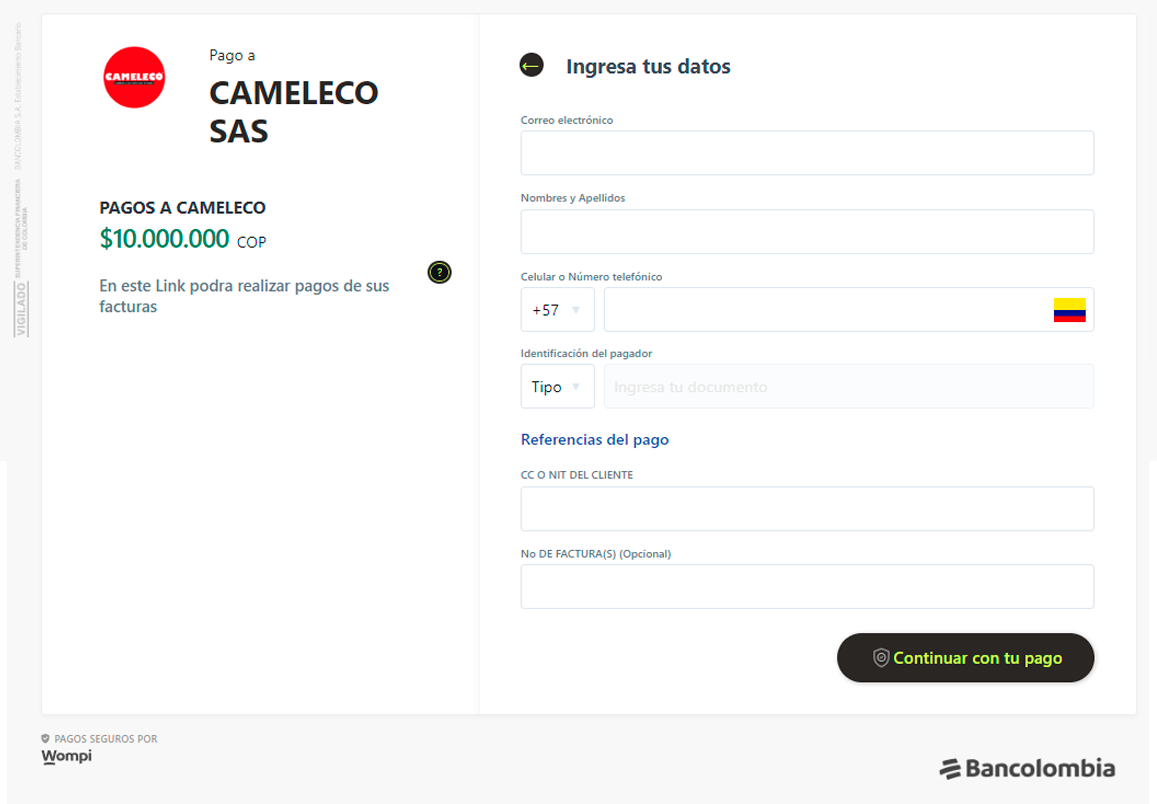 CAMELECO
Pago a
CAMELECO
SAS
PAGOS A CAMELECO
$10.000.000 COP
En este Link podra realizar pagos de sus
facturas
?
Ingresa tus datos
Correo electrónico
Nombres y Apellidos
Celular o Número telefónico
+57
Identificación del pagador
Tipo
Ingresa tu documento
Referencias del pago
CC O NIT DEL CLIENTE
No DE FACTURA(S) (Opcional)
Continuar con tu pago
BANCOLOMBIA S.A. Establecimiento Bancario
SUPERINTENDENCIA FINANCIERA
DE COLOMBIA
VIGILADO
PAGOS SEGUROS POR
Wompi
Bancolombia